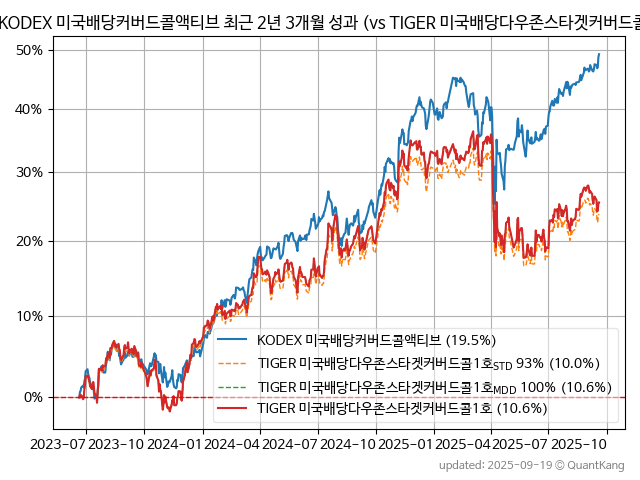 KODEX 미국배당커버드콜액티브 최근 2년 3개월 성과 (vs TIGER 미국배당다우존스타겟커버드콜
50%
40%
30%
20%
10%
0%
KODEX 미국배당커버드콜액티브 (19.5%)
TIGER 미국배당다우존스타겟커버드콜1호STD 93% (10.0%)
TIGER 미국배당다우존스타겟커버드콜1호MDD 100% (10.6%)
TIGER 미국배당다우존스타겟커버드콜1호 (10.6%)
2023-07 2023-10 2024-01 2024-04 2024-07 2024-10 2025-01 2025-04 2025-07 2025-10
updated: 2025-09-19 © QuantKang